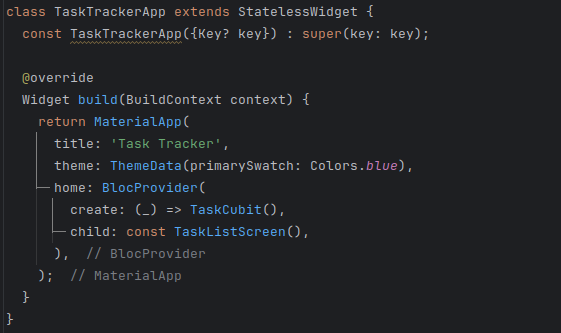 class TaskTrackerApp extends StatelessWidget {
  const TaskTrackerApp({Key? key}) : super(key: key);

  @override
  Widget build(BuildContext context) {
    return MaterialApp(
      title: 'Task Tracker',
      theme: ThemeData(primarySwatch: Colors.blue),
      home: BlocProvider(
        create: (_) => TaskCubit(),
        child: const TaskListScreen(),
      ),  // BlocProvider
    );  // MaterialApp
  }
}